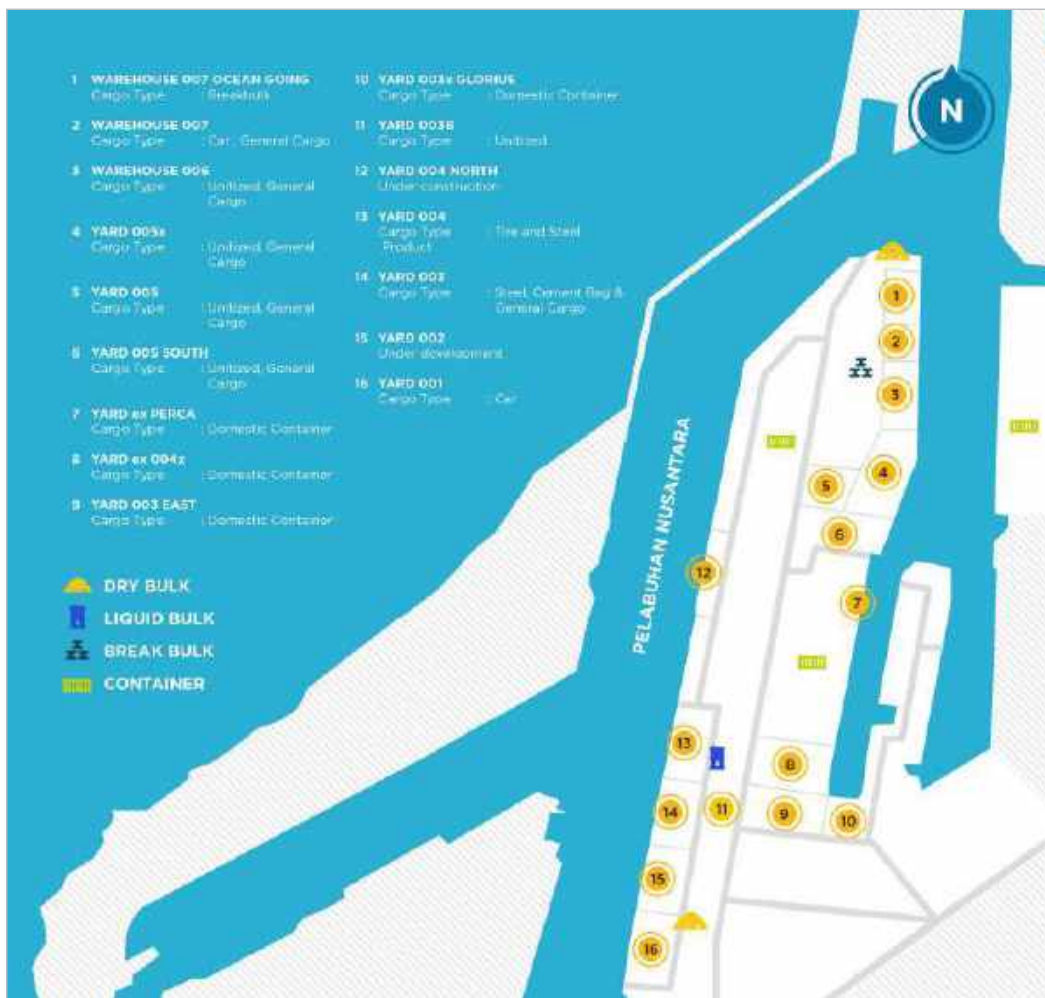 1 WAREHOUSE 007 OCEAN GOING
Cargo Type : Breakbulk
2 WAREHOUSE 007
Cargo Type : Car, General Cargo
3 WAREHOUSE 006
Cargo Type : Unitized, General
Cargo
4 YARD 005x
Cargo Type : Unitized, General
Cargo
5 YARD 005
Cargo Type : Unitized, General
Cargo
6 YARD 005 SOUTH
Cargo Type : Unitized, General
Cargo
7 YARD ex PERCA
Cargo Type : Domestic Container
8 YARD ex 004z
Cargo Type : Domestic Container
9 YARD 003 EAST
Cargo Type : Domestic Container
10 YARD 003x GLORIUS
Cargo Type : Domestic Container
11 YARD 003B
Cargo Type : Unitized
12 YARD 004 NORTH
Under construction
13 YARD 004
Cargo Type : Tire and Steel
Product
14 YARD 003
Cargo Type : Steel, Cement Bag &
General Cargo
15 YARD 002
Under development
16 YARD 001
Cargo Type : Car
DRY BULK
LIQUID BULK
BREAK BULK
CONTAINER
PELABUHAN NUSANTARA
N
1
2
3
4
5
6
7
8
9
10
11
12
13
14
15
16